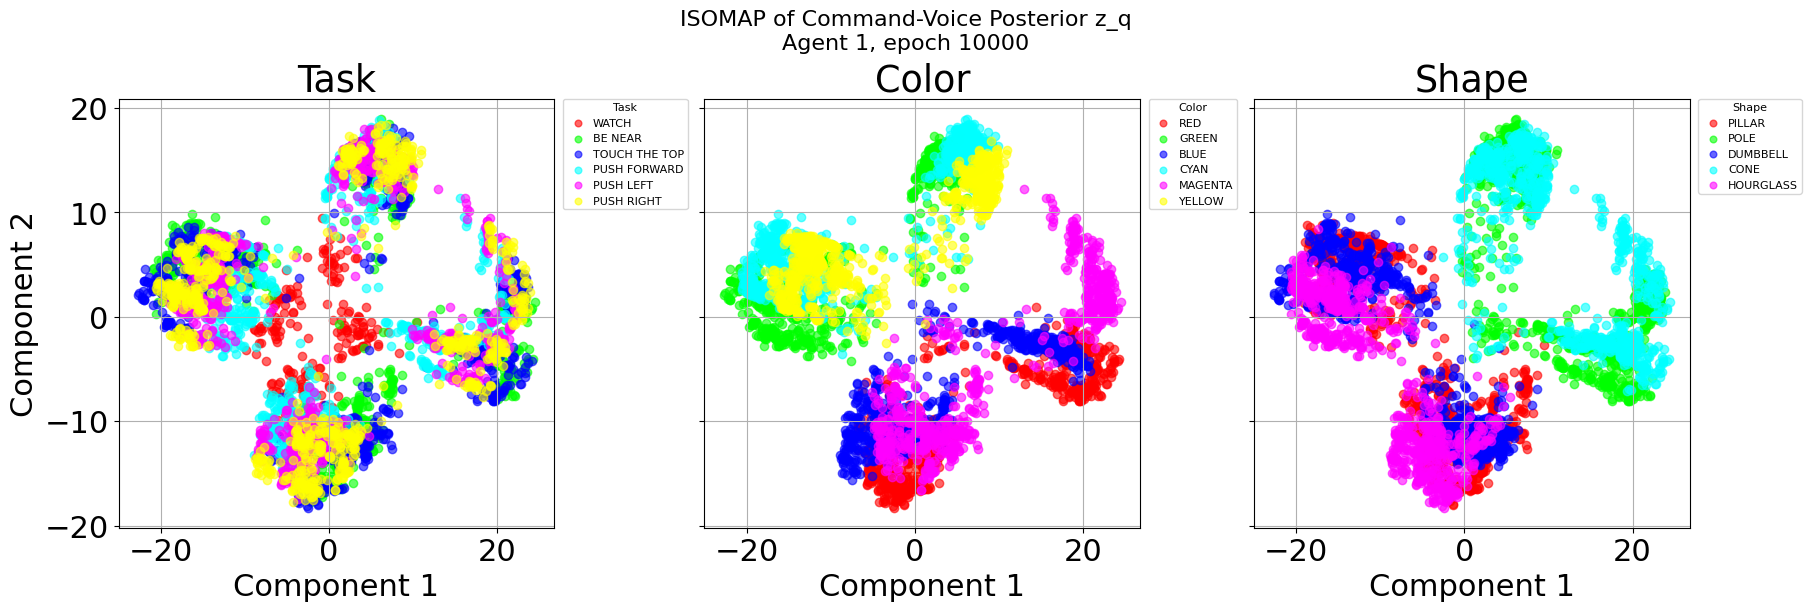 ISOMAP of Command-Voice Posterior z_q
Agent 1, epoch 10000
Task
Color
Shape
Component 2
20
10
0
−10
−20
−20 0 20
Component 1
Task
WATCH
BE NEAR
TOUCH THE TOP
PUSH FORWARD
PUSH LEFT
PUSH RIGHT
−20 0 20
Component 1
Color
RED
GREEN
BLUE
CYAN
MAGENTA
YELLOW
−20 0 20
Component 1
Shape
PILLAR
POLE
DUMBBELL
CONE
HOURGLASS